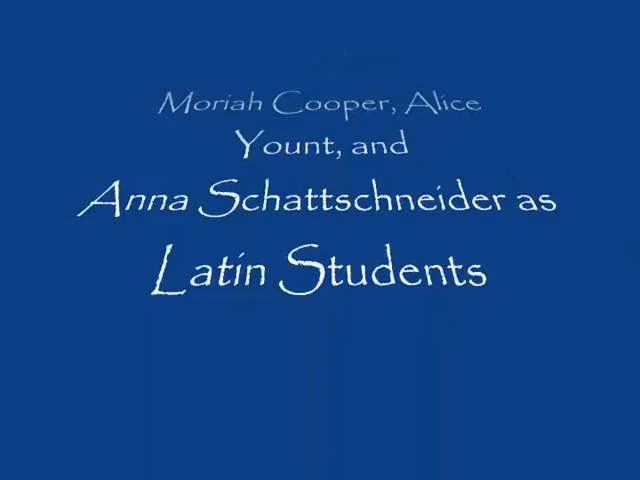 Moriah Cooper, Alice
Yount, and
Anna Schattschneider as
Latin Students